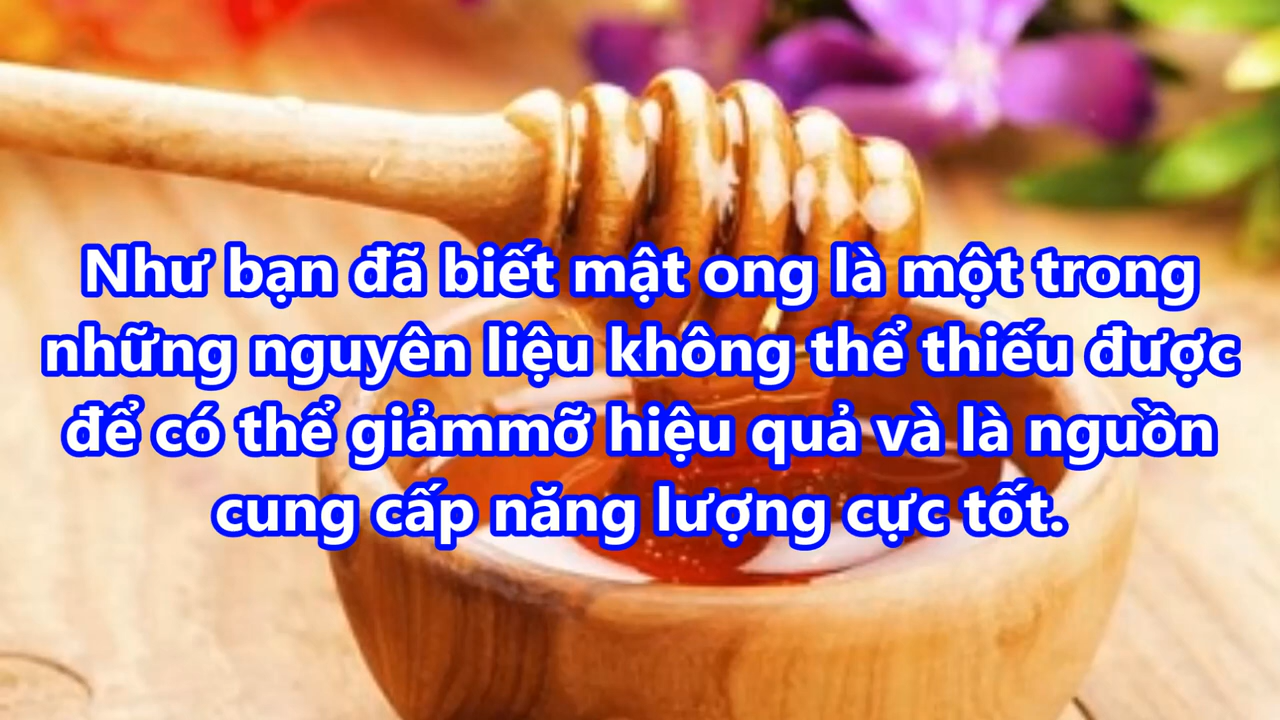 Như bạn đã biết mật ong là một trong
những nguyên liệu không thể thiếu được
để có thể giảmmỡ hiệu quả và là nguồn
cung cấp năng lượng cực tốt.